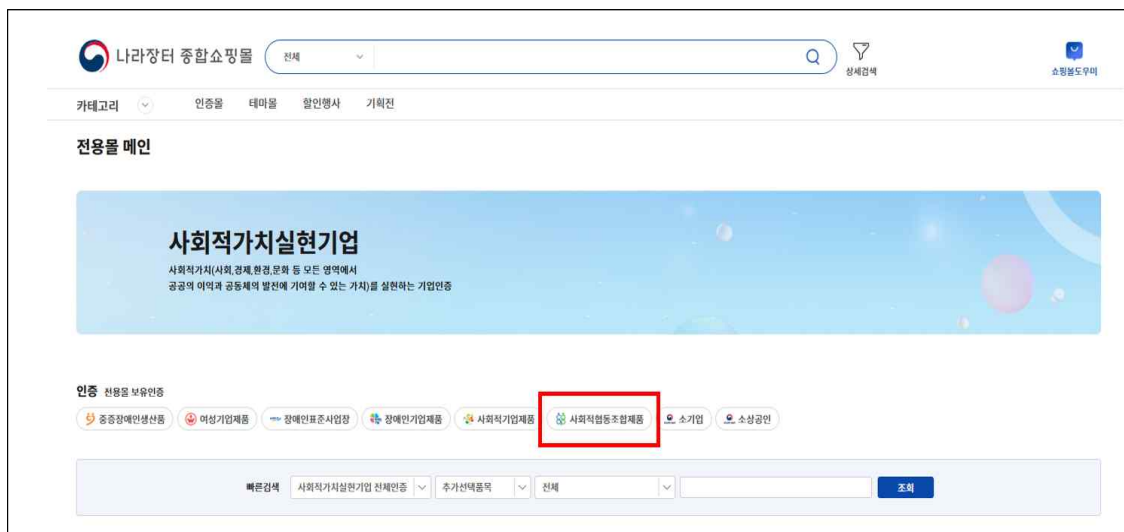 나라장터 종합쇼핑몰 전체 상세검색 쇼핑몰도우미
카테고리 인증몰 테마몰 할인행사 기획전
전용몰 메인
사회적가치실현기업
사회적가치(사회,경제,환경,문화 등 모든 영역에서
공공의 이익과 공동체의 발전에 기여할 수 있는 가치)를 실현하는 기업인증
인증 전용몰 보유인증
중증장애인생산품 여성기업제품 장애인표준사업장 장애인기업제품 사회적기업제품 사회적협동조합제품 소기업 소상공인
빠른검색 사회적가치실현기업 전체인증 추가선택품목 전체 조회